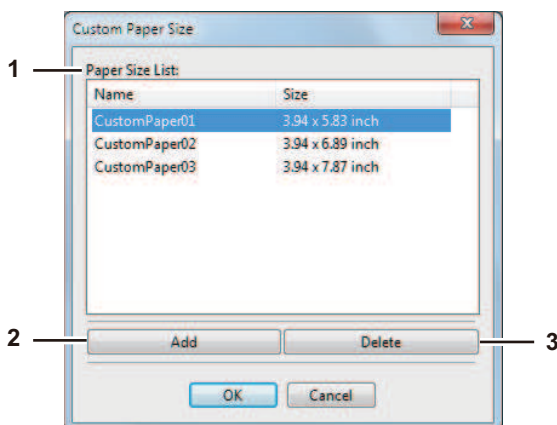 Custom Paper Size
1
Paper Size List:
Name Size
CustomPaper01 3.94 x 5.83 inch
CustomPaper02 3.94 x 6.89 inch
CustomPaper03 3.94 x 7.87 inch
2 Add Delete 3
OK Cancel